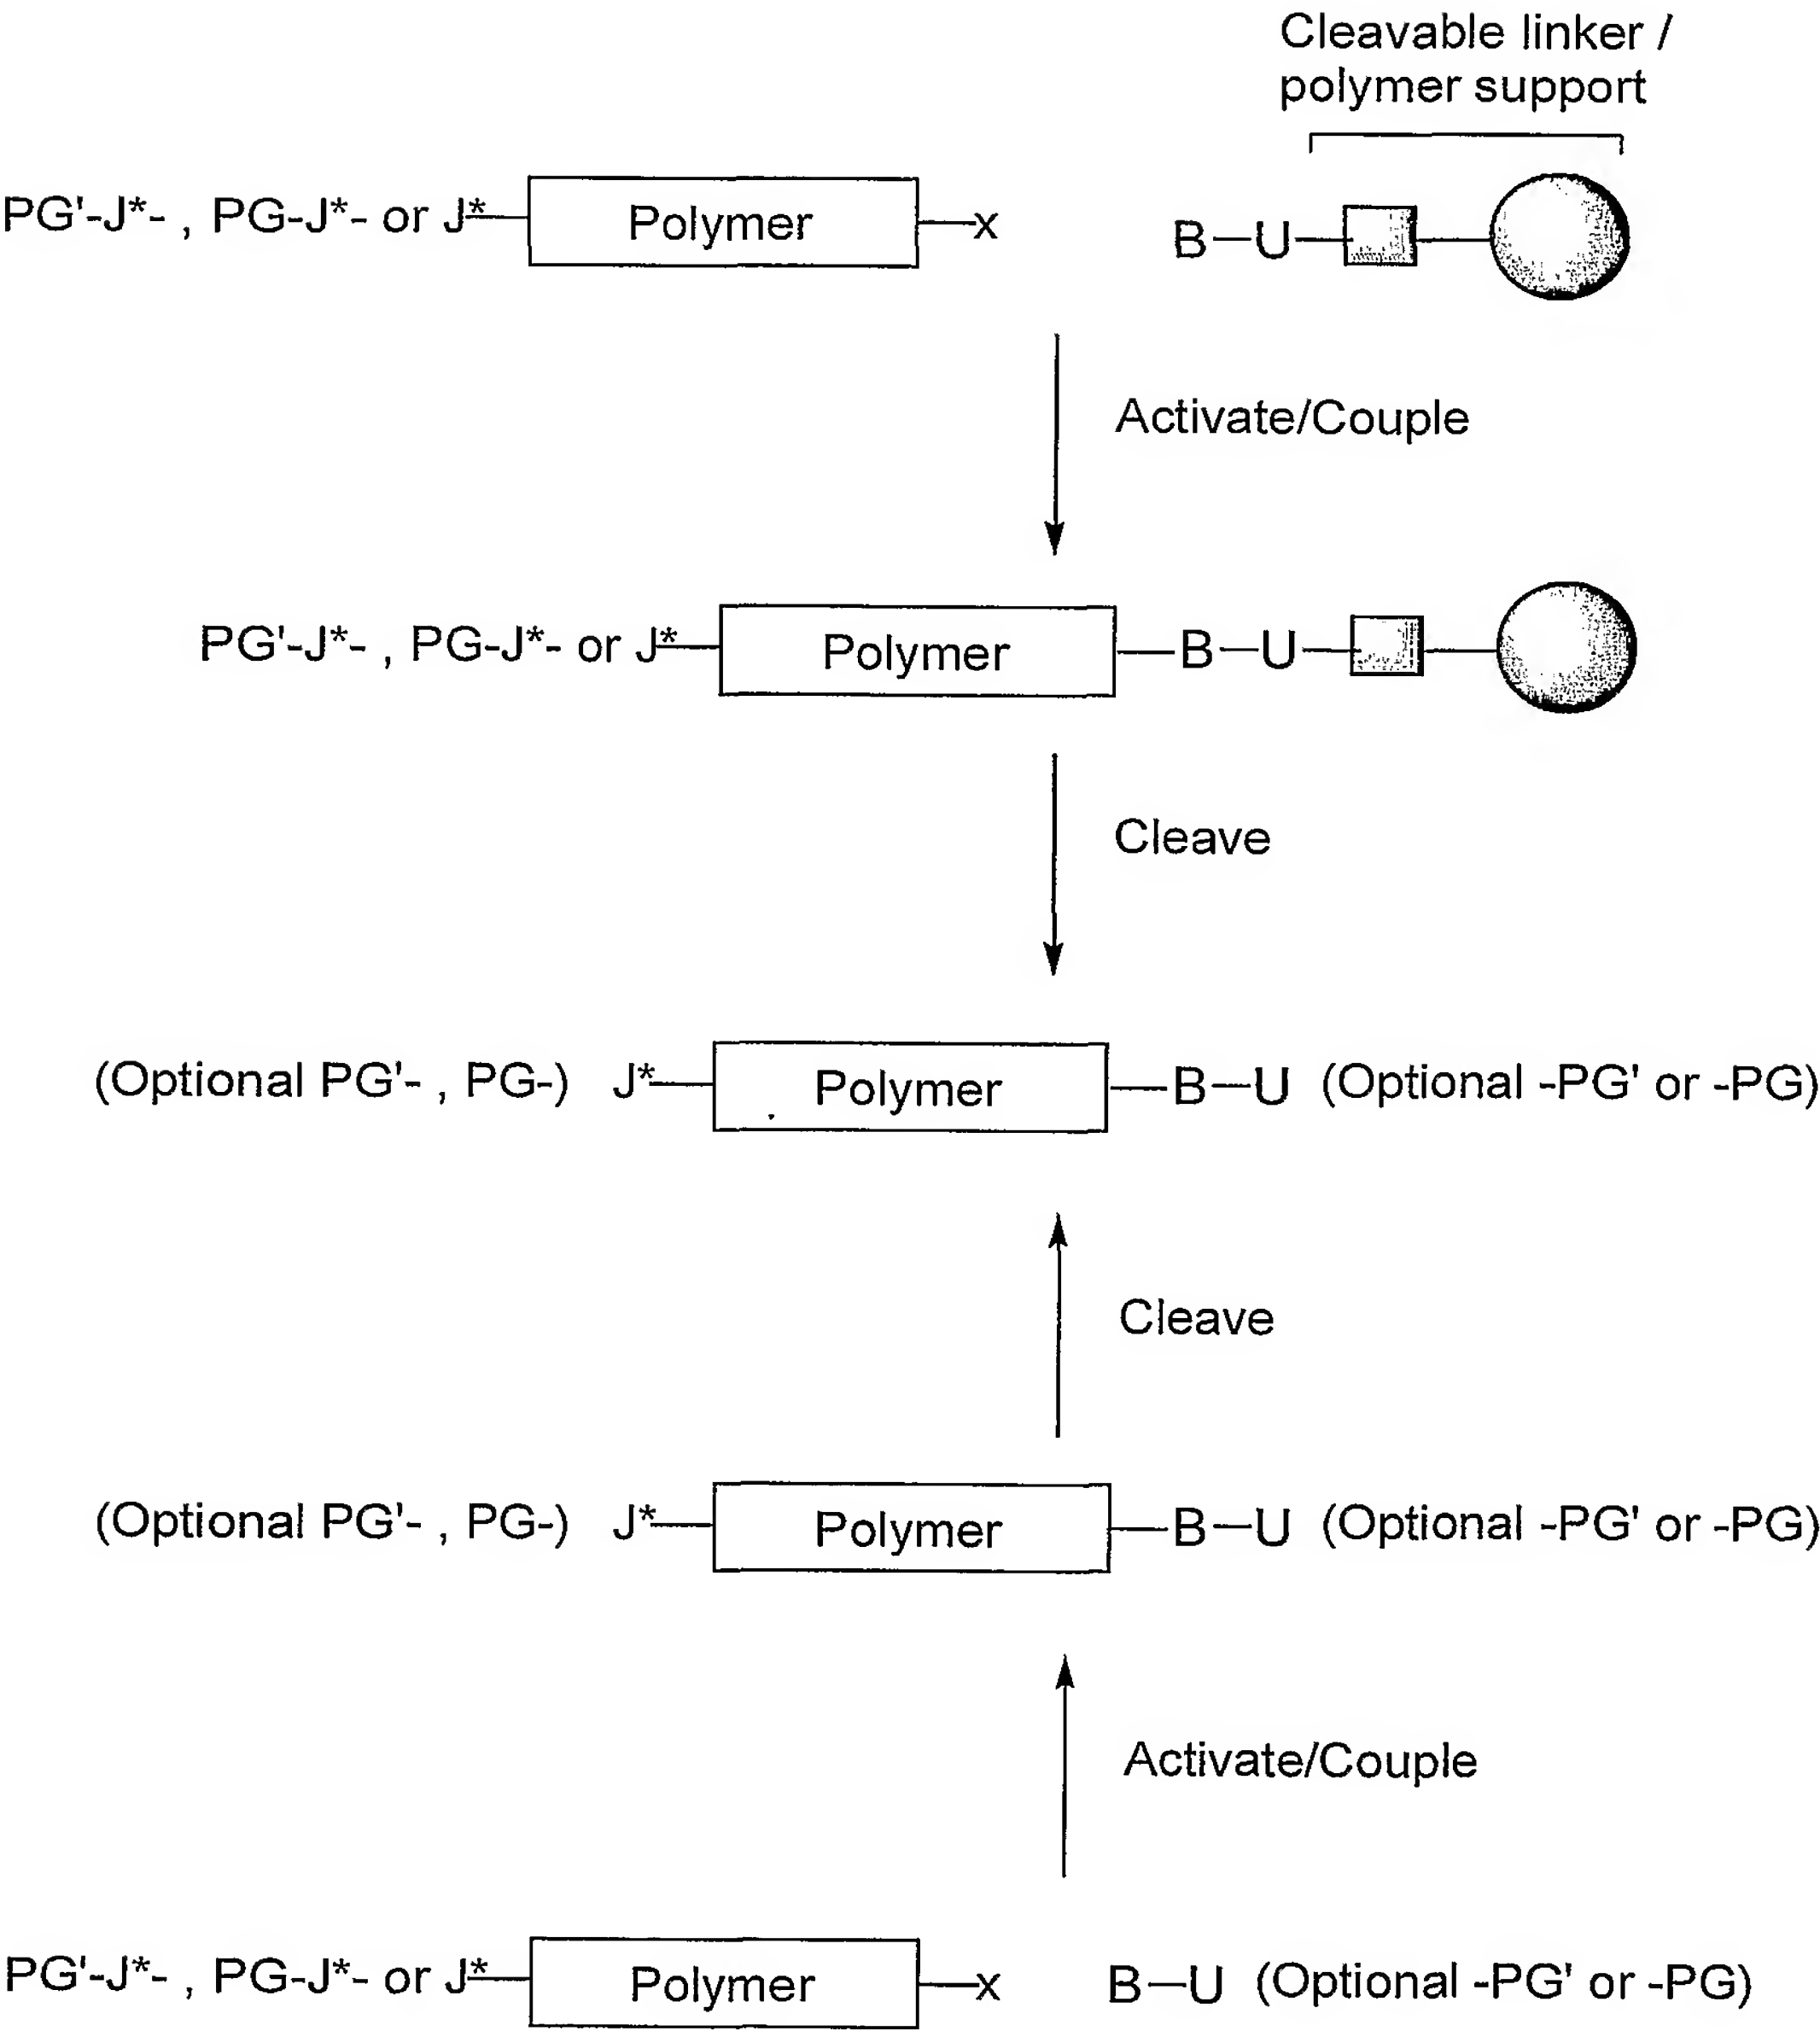 Cleavable linker /
polymer support
PG'-J*- , PG-J*- or J* Polymer x B U
Activate/Couple
PG'-J*- , PG-J*- or J* Polymer B U
Cleave
(Optional PG'- , PG-) J* Polymer B U (Optional -PG' or -PG)
Cleave
(Optional PG'- , PG-) J* Polymer B U (Optional -PG' or -PG)
Activate/Couple
PG'-J*- , PG-J*- or J* Polymer x B U (Optional -PG' or -PG)